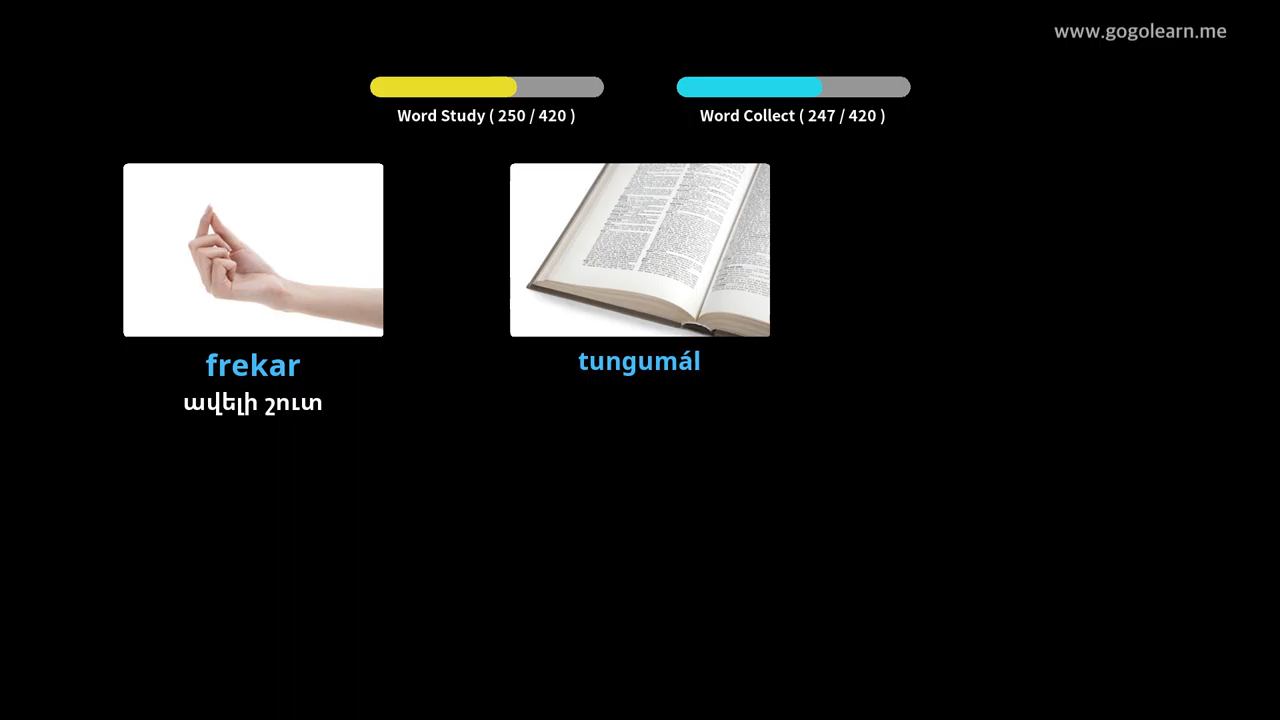 www.gogolearn.me
Word Study ( 250 / 420 )
Word Collect ( 247 / 420 )
frekar
ավելի շուտ
tungumál